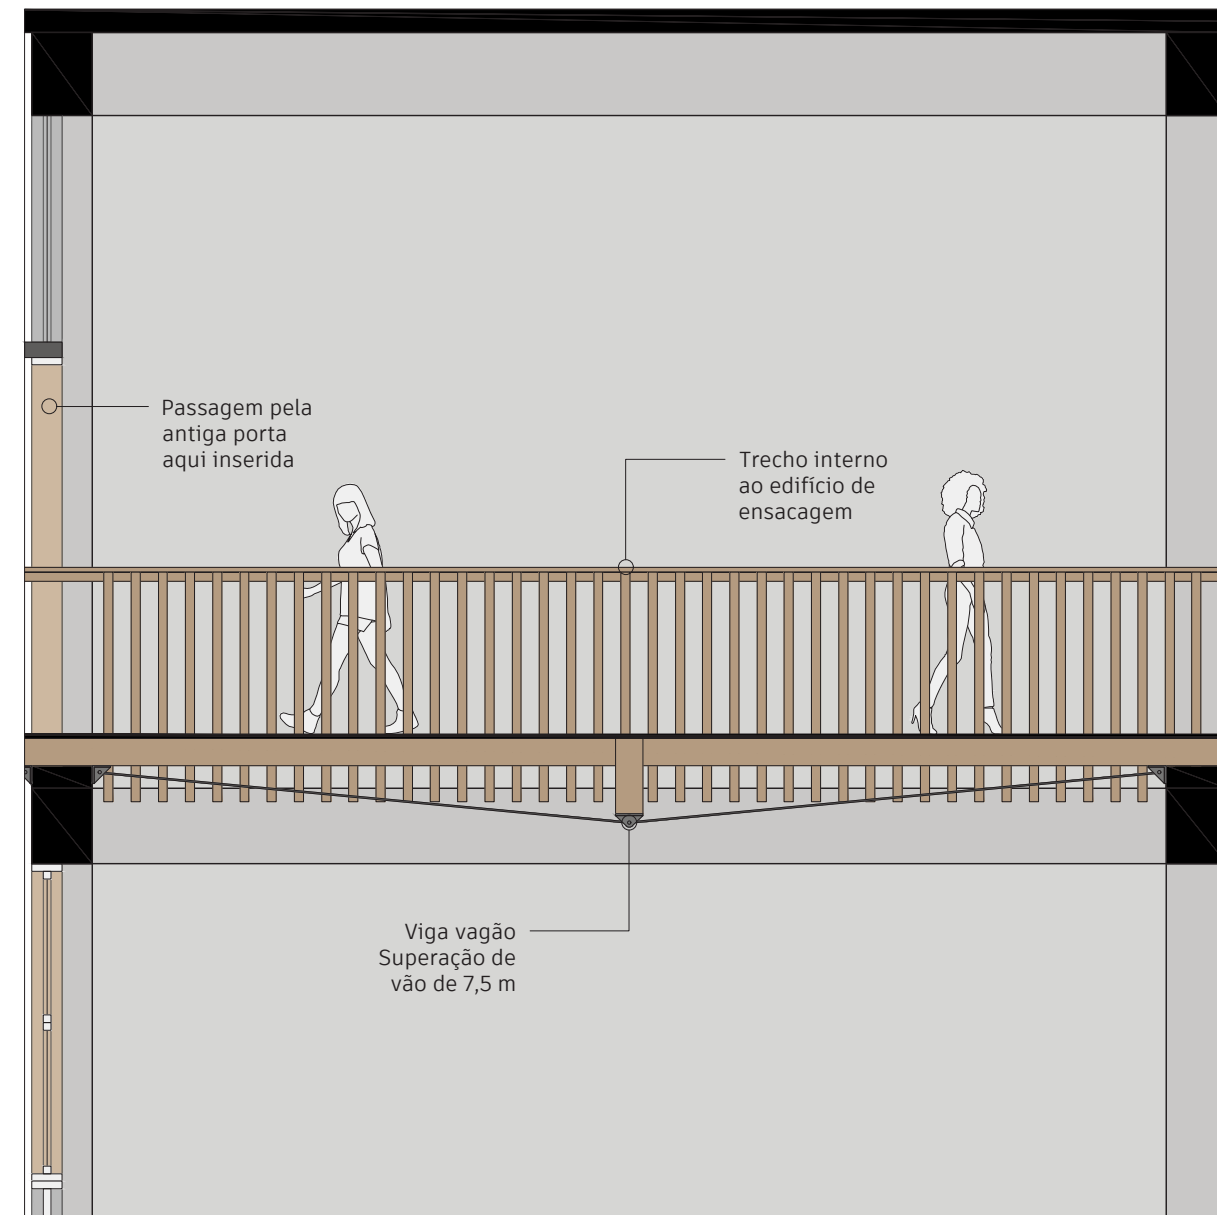 Passagem pela
antiga porta
aqui inserida
Trecho interno
ao edifício de
ensacagem
Viga vagão
Superação de
vão de 7,5 m